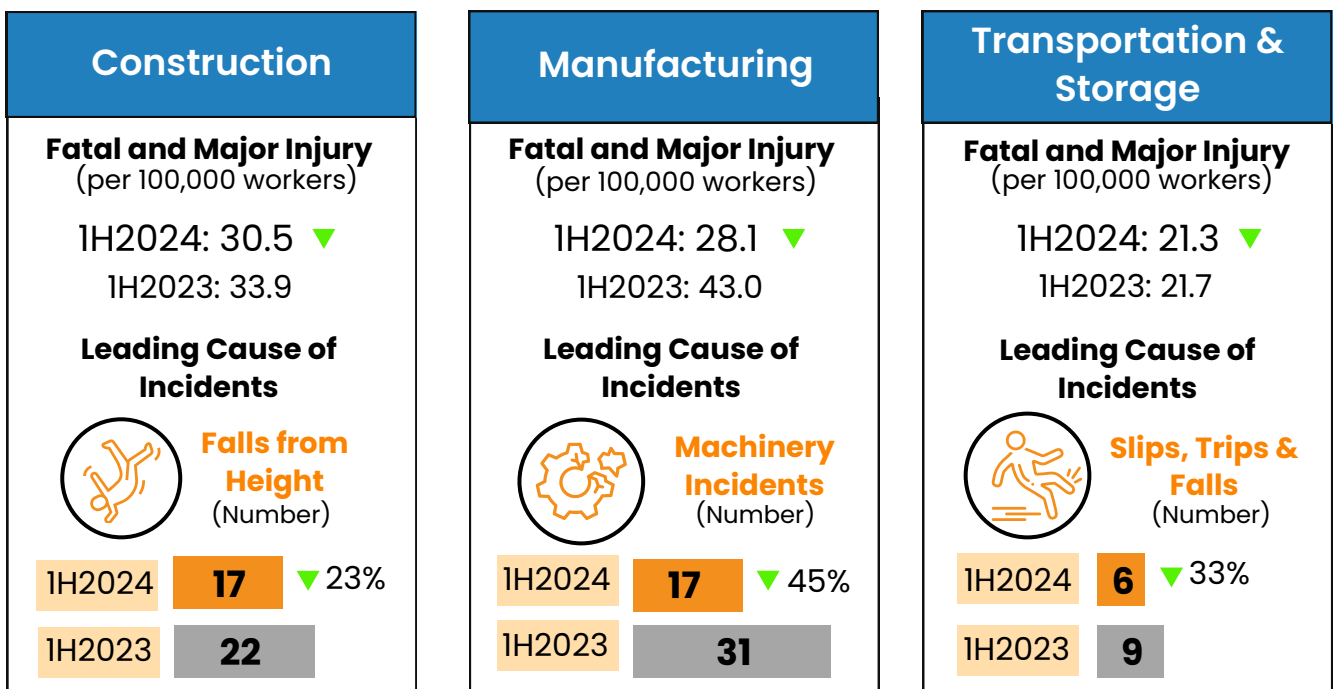 Construction
Fatal and Major Injury
(per 100,000 workers)
1H2024: 30.5
1H2023: 33.9
Leading Cause of
Incidents
Falls from
Height
(Number)
1H2024 17 23%
1H2023 22
Manufacturing
Fatal and Major Injury
(per 100,000 workers)
1H2024: 28.1
1H2023: 43.0
Leading Cause of
Incidents
Machinery
Incidents
(Number)
1H2024 17 45%
1H2023 31
Transportation &
Storage
Fatal and Major Injury
(per 100,000 workers)
1H2024: 21.3
1H2023: 21.7
Leading Cause of
Incidents
Slips, Trips &
Falls
(Number)
1H2024 6 33%
1H2023 9